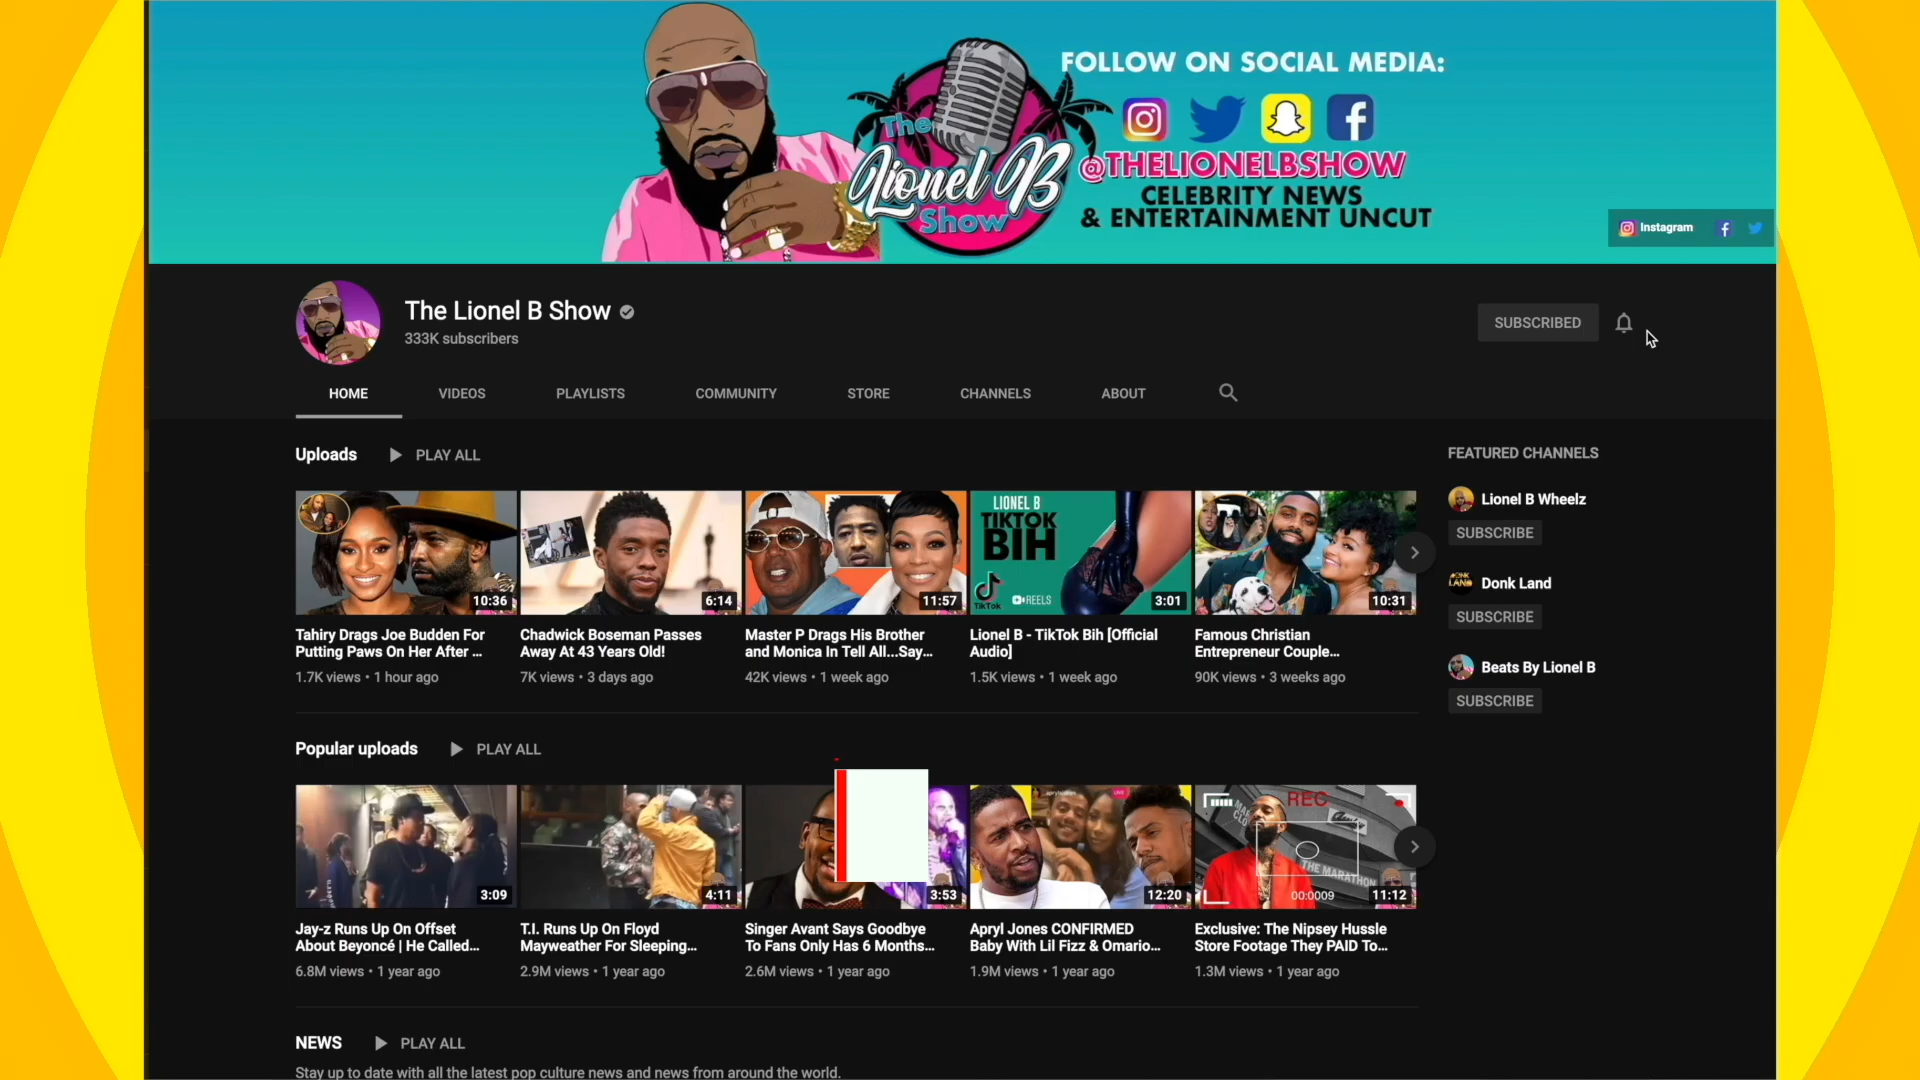 FOLLOW ON SOCIAL MEDIA:
The
Lionel B
Show
@THELIONELBSHOW
CELEBRITY NEWS
& ENTERTAINMENT UNCUT
Instagram
The Lionel B Show
333K subscribers
SUBSCRIBED
HOME
VIDEOS
PLAYLISTS
COMMUNITY
STORE
CHANNELS
ABOUT
Uploads
PLAY ALL
10:36
6:14
11:57
LIONEL B
TIKTOK
BIH
TikTok
REELS
3:01
10:31
Tahiry Drags Joe Budden For
Putting Paws On Her After ...
1.7K views • 1 hour ago
Chadwick Boseman Passes
Away At 43 Years Old!
7K views • 3 days ago
Master P Drags His Brother
and Monica In Tell All...Say...
42K views • 1 week ago
Lionel B - TikTok Bih [Official
Audio]
1.5K views • 1 week ago
Famous Christian
Entrepreneur Couple...
90K views • 3 weeks ago
FEATURED CHANNELS
Lionel B Wheelz
SUBSCRIBE
Donk Land
SUBSCRIBE
Beats By Lionel B
SUBSCRIBE
Popular uploads
PLAY ALL
3:09
4:11
3:53
LIVE
12:20
REC
THE MARATHON
00:0009
11:12
Jay-z Runs Up On Offset
About Beyoncé | He Called...
6.8M views • 1 year ago
T.I. Runs Up On Floyd
Mayweather For Sleeping...
2.9M views • 1 year ago
Singer Avant Says Goodbye
To Fans Only Has 6 Months...
2.6M views • 1 year ago
Apryl Jones CONFIRMED
Baby With Lil Fizz & Omario...
1.9M views • 1 year ago
Exclusive: The Nipsey Hussle
Store Footage They PAID To...
1.3M views • 1 year ago
NEWS
PLAY ALL
Stay up to date with all the latest pop culture news and news from around the world.